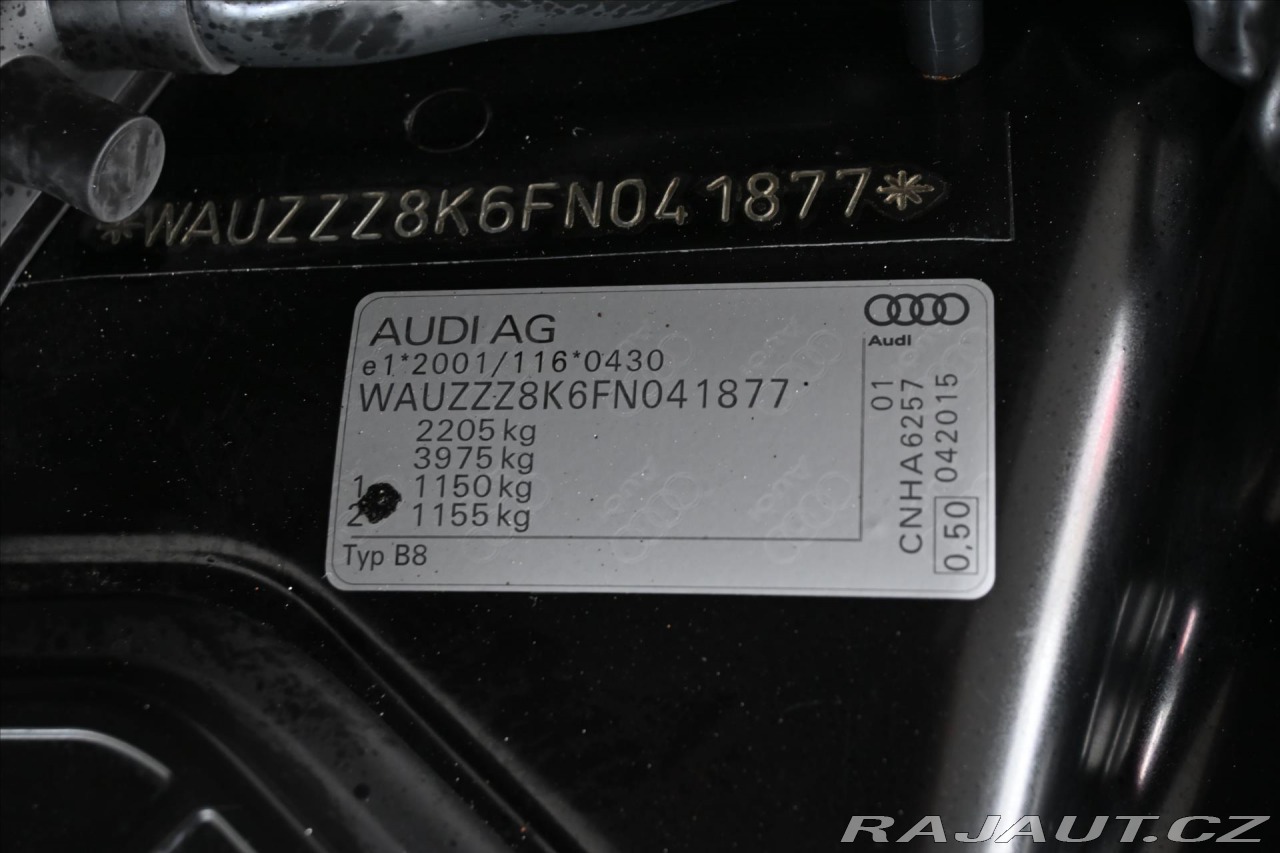 *WAUZZZ8K6FN041877*
AUDI AG
Audi
e1*2001/116*0430
WAUZZZ8K6FN041877
2205 kg
3975 kg
1 1150 kg
2 1155 kg
Typ B8
01
CNHA6257
042015
0,50
RAJAUT.CZ